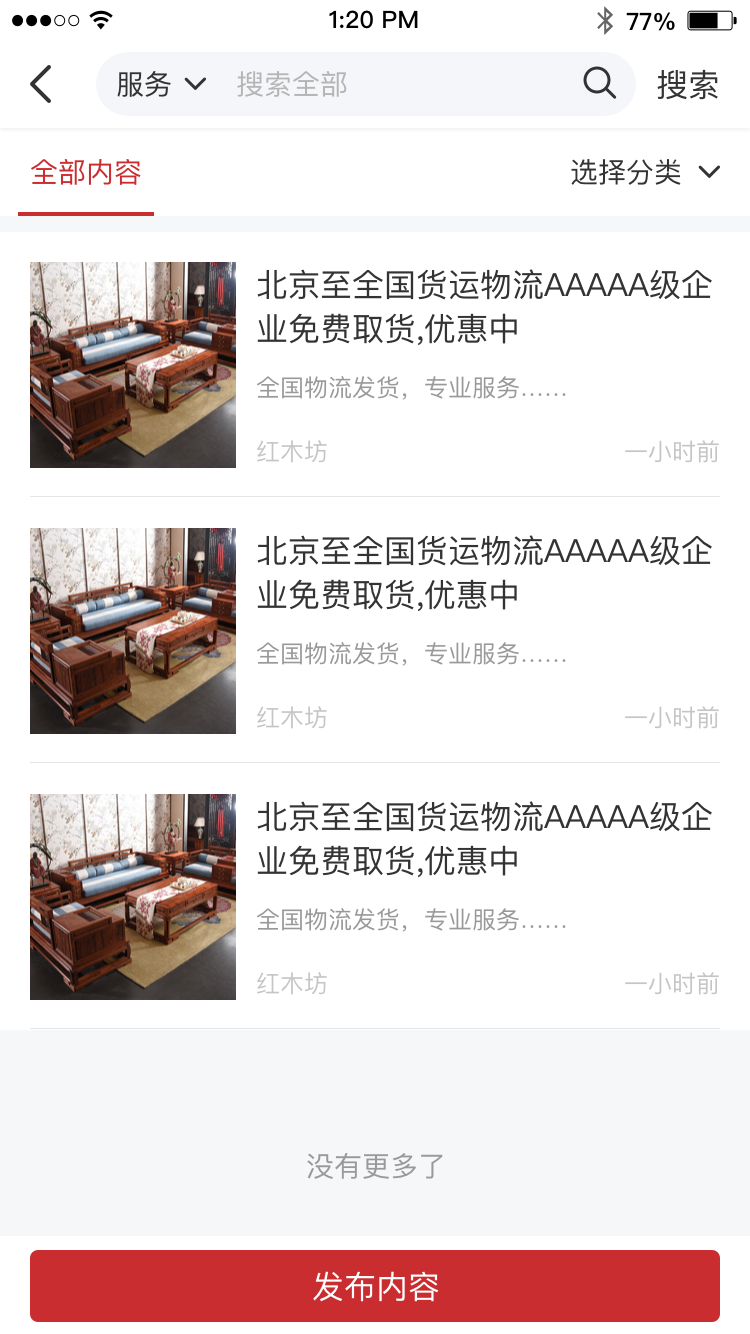 1:20 PM 77%
服务 搜索全部 搜索
全部内容 选择分类
北京至全国货运物流AAAAA级企
业免费取货,优惠中
全国物流发货，专业服务......
红木坊 一小时前
北京至全国货运物流AAAAA级企
业免费取货,优惠中
全国物流发货，专业服务......
红木坊 一小时前
北京至全国货运物流AAAAA级企
业免费取货,优惠中
全国物流发货，专业服务......
红木坊 一小时前
没有更多了
发布内容